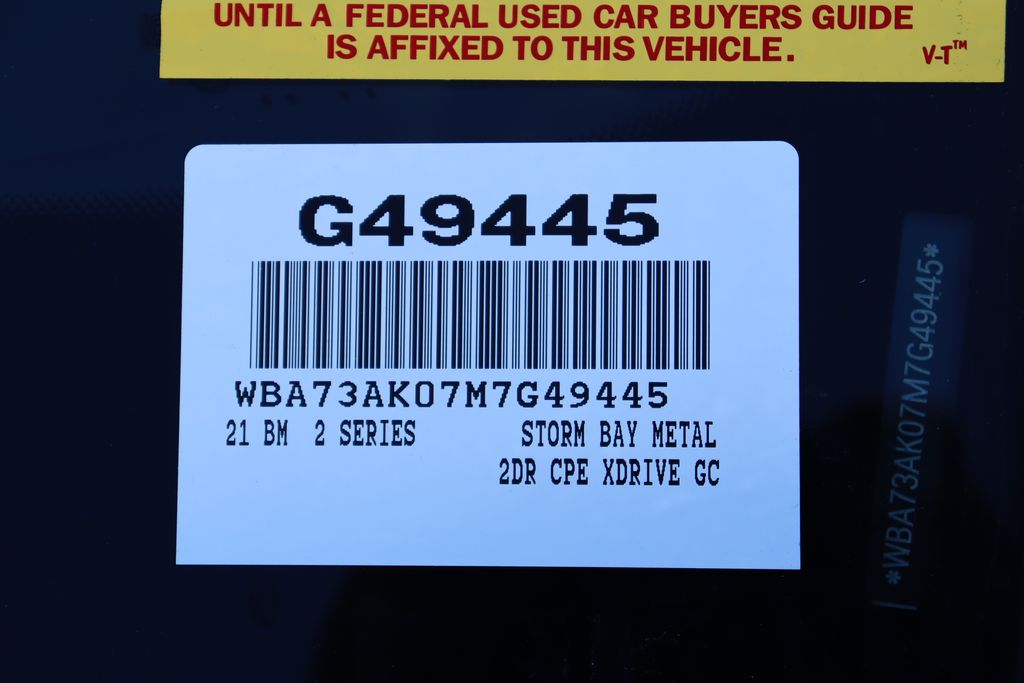 UNTIL A FEDERAL USED CAR BUYERS GUIDE
IS AFFIXED TO THIS VEHICLE.
V-T™
G49445
WBA73AK07M7G49445
21 BM 2 SERIES STORM BAY METAL
2DR CPE XDRIVE GC
*WBA73AK07M7G49445*